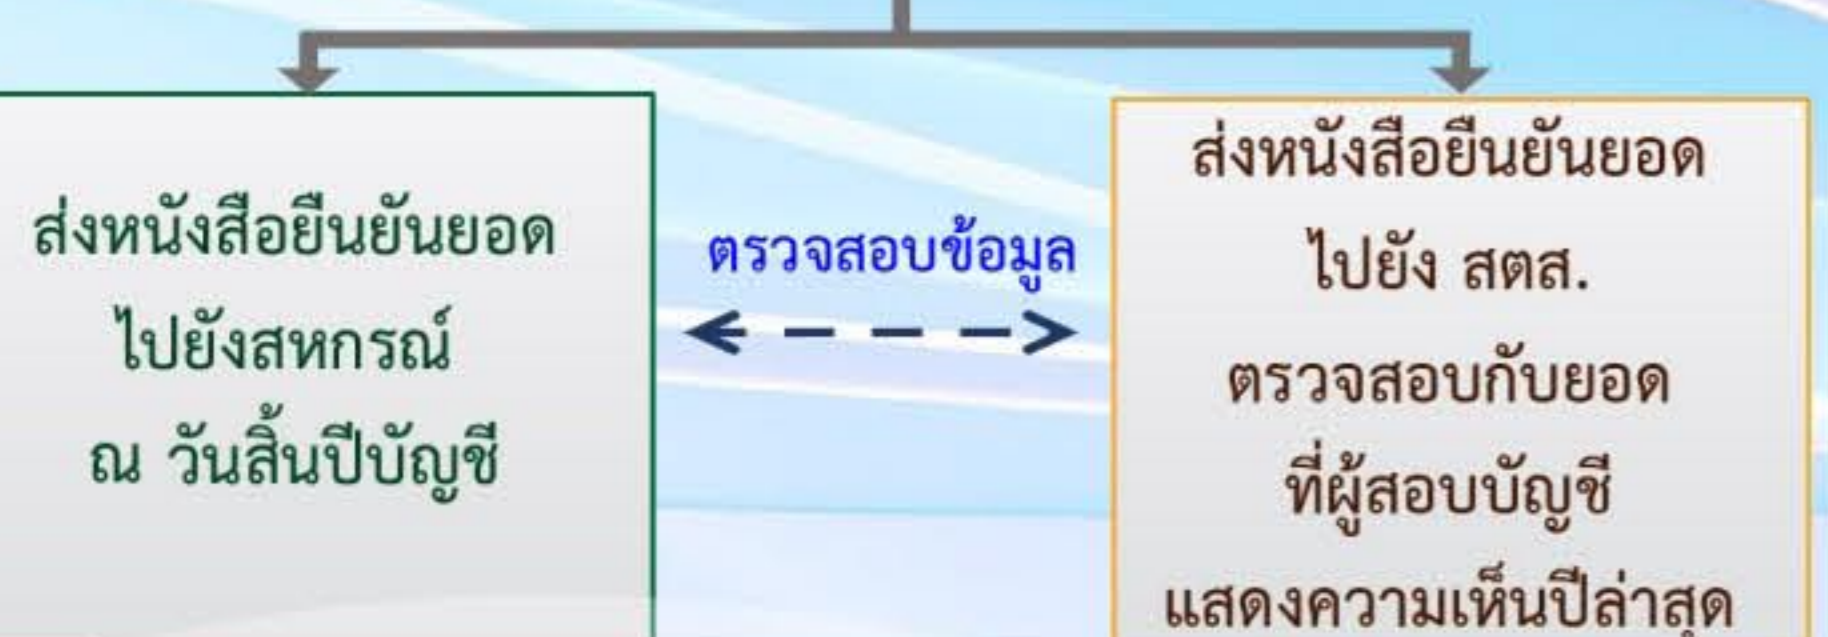 ส่งหนังสือยืนยันยอด
ไปยังสหกรณ์
ณ วันสิ้นปีบัญชี
ตรวจสอบข้อมูล
ส่งหนังสือยืนยันยอด
ไปยัง สตส.
ตรวจสอบกับยอด
ที่ผู้สอบบัญชี
แสดงความเห็นปีล่าสุด